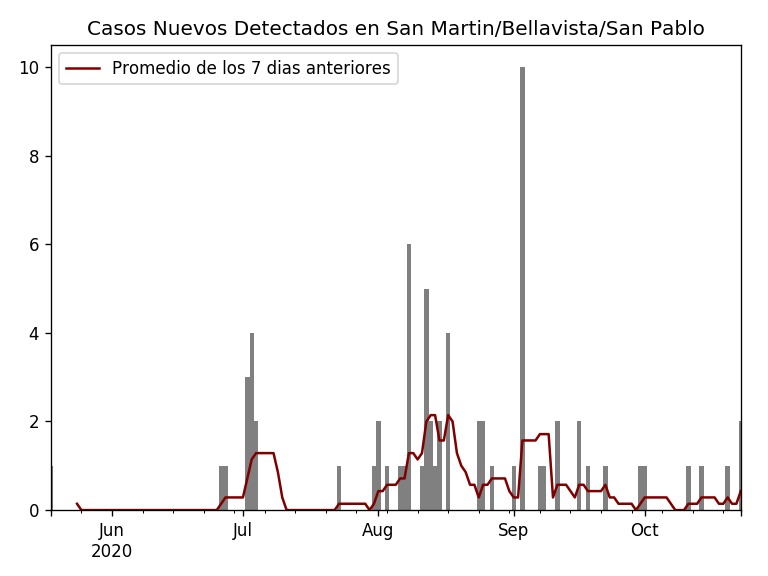 Casos Nuevos Detectados en San Martin/Bellavista/San Pablo
Promedio de los 7 dias anteriores
10
8
6
4
2
0
Jun Jul Aug Sep Oct
2020